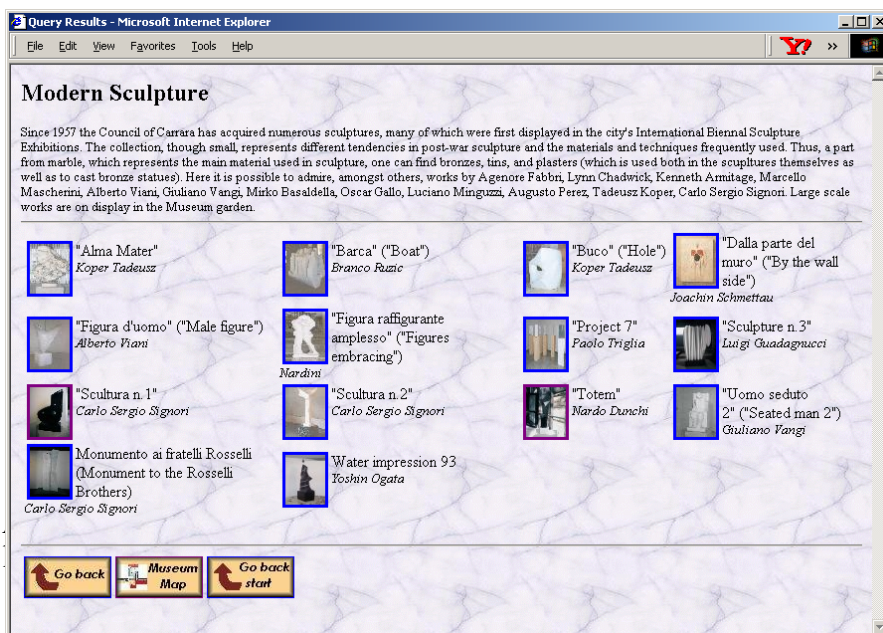 Query Results - Microsoft Internet Explorer
File Edit View Favorites Tools Help
Y! »
Modern Sculpture
Since 1957 the Council of Carrara has acquired numerous sculptures, many of which were first displayed in the city's International Biennal Sculpture
Exhibitions. The collection, though small, represents different tendencies in post-war sculpture and the materials and techniques frequently used. Thus, a part
from marble, which represents the main material used in sculpture, one can find bronzes, tins, and plasters (which is used both in the scupltures themselves as
well as to cast bronze statues). Here it is possible to admire, amongst others, works by Agenore Fabbri, Lynn Chadwick, Kenneth Armitage, Marcello
Mascherini, Alberto Viani, Giuliano Vangi, Mirko Basaldella, Oscar Gallo, Luciano Minguzzi, Augusto Perez, Tadeusz Koper, Carlo Sergio Signori. Large scale
works are on display in the Museum garden.
"Alma Mater"
Koper Tadeusz
"Barca" ("Boat")
Branco Ruzic
"Buco" ("Hole")
Koper Tadeusz
"Dalla parte del
muro" ("By the wall
side")
Joachin Schmettau
"Figura d'uomo" ("Male figure")
Alberto Viani
"Figura raffigurante
amplesso" ("Figures
embracing")
Nardini
"Project 7"
Paolo Triglia
"Sculpture n.3"
Luigi Guadagnucci
"Scultura n.1"
Carlo Sergio Signori
"Scultura n.2"
Carlo Sergio Signori
"Totem"
Nardo Dunchi
"Uomo seduto
2" ("Seated man 2")
Giuliano Vangi
Monumento ai fratelli Rosselli
(Monument to the Rosselli
Brothers)
Carlo Sergio Signori
Water impression 93
Yoshin Ogata
Go back
Museum
Map
Go back
start